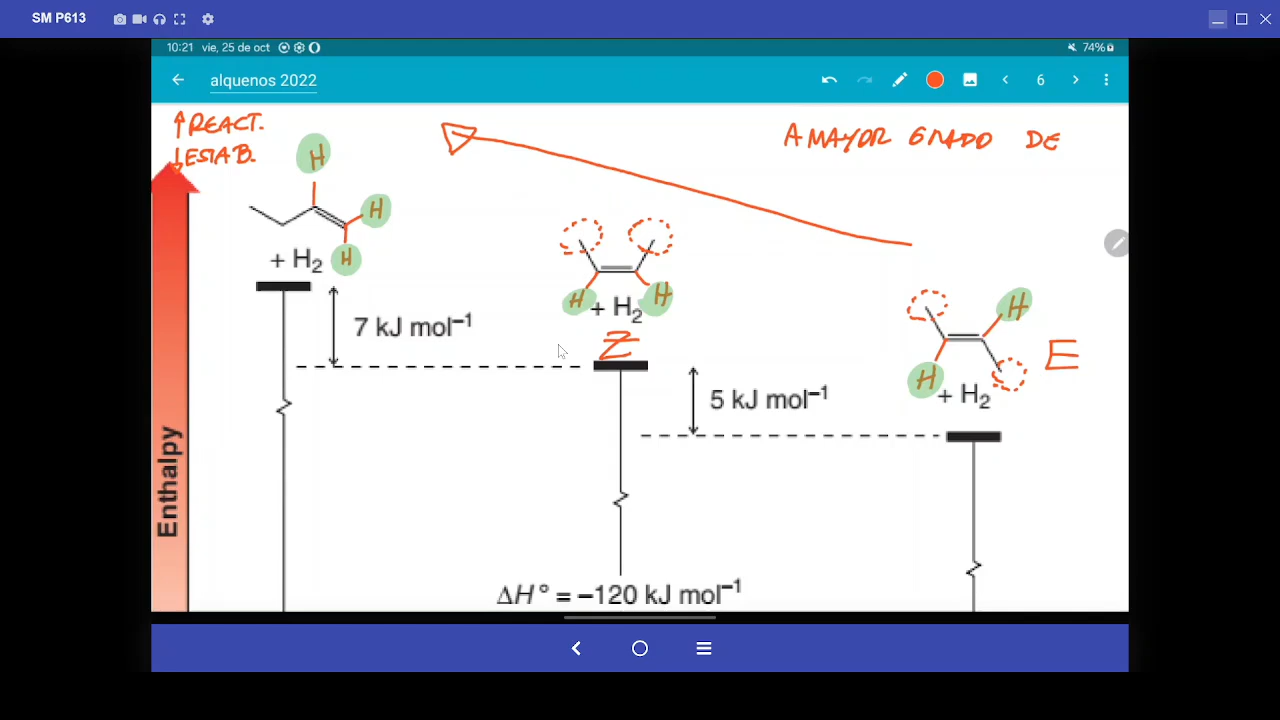 SM P613
10:21 vie, 25 de oct
74%
alquenos 2022
6
↑REACT.
↓ESTAB.
A MAYOR GRADO DE
H
H
H
+ H₂
7 kJ mol⁻¹
H
H
+ H₂
Z
5 kJ mol⁻¹
H
H
E
+ H₂
Enthalpy
ΔH° = −120 kJ mol⁻¹